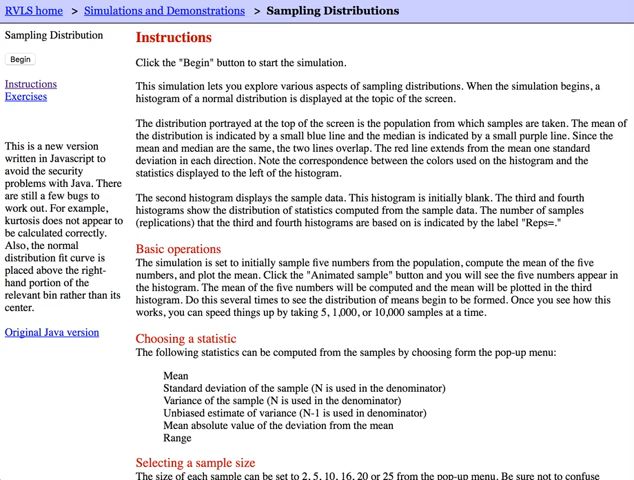 RVLS home > Simulations and Demonstrations > Sampling Distributions
Sampling Distribution
Begin
Instructions
Exercises
This is a new version
written in Javascript to
avoid the security
problems with Java. There
are still a few bugs to
work out. For example,
kurtosis does not appear to
be calculated correctly.
Also, the normal
distribution fit curve is
placed above the right-
hand portion of the
relevant bin rather than its
center.
Original Java version
Instructions
Click the "Begin" button to start the simulation.
This simulation lets you explore various aspects of sampling distributions. When the simulation begins, a
histogram of a normal distribution is displayed at the topic of the screen.
The distribution portrayed at the top of the screen is the population from which samples are taken. The mean of
the distribution is indicated by a small blue line and the median is indicated by a small purple line. Since the
mean and median are the same, the two lines overlap. The red line extends from the mean one standard
deviation in each direction. Note the correspondence between the colors used on the histogram and the
statistics displayed to the left of the histogram.
The second histogram displays the sample data. This histogram is initially blank. The third and fourth
histograms show the distribution of statistics computed from the sample data. The number of samples
(replications) that the third and fourth histograms are based on is indicated by the label "Reps=."
Basic operations
The simulation is set to initially sample five numbers from the population, compute the mean of the five
numbers, and plot the mean. Click the "Animated sample" button and you will see the five numbers appear in
the histogram. The mean of the five numbers will be computed and the mean will be plotted in the third
histogram. Do this several times to see the distribution of means begin to be formed. Once you see how this
works, you can speed things up by taking 5, 1,000, or 10,000 samples at a time.
Choosing a statistic
The following statistics can be computed from the samples by choosing form the pop-up menu:
Mean
Standard deviation of the sample (N is used in the denominator)
Variance of the sample (N is used in the denominator)
Unbiased estimate of variance (N-1 is used in denominator)
Mean absolute value of the deviation from the mean
Range
Selecting a sample size
The size of each sample can be set to 2, 5, 10, 16, 20 or 25 from the pop-up menu. Be sure not to confuse